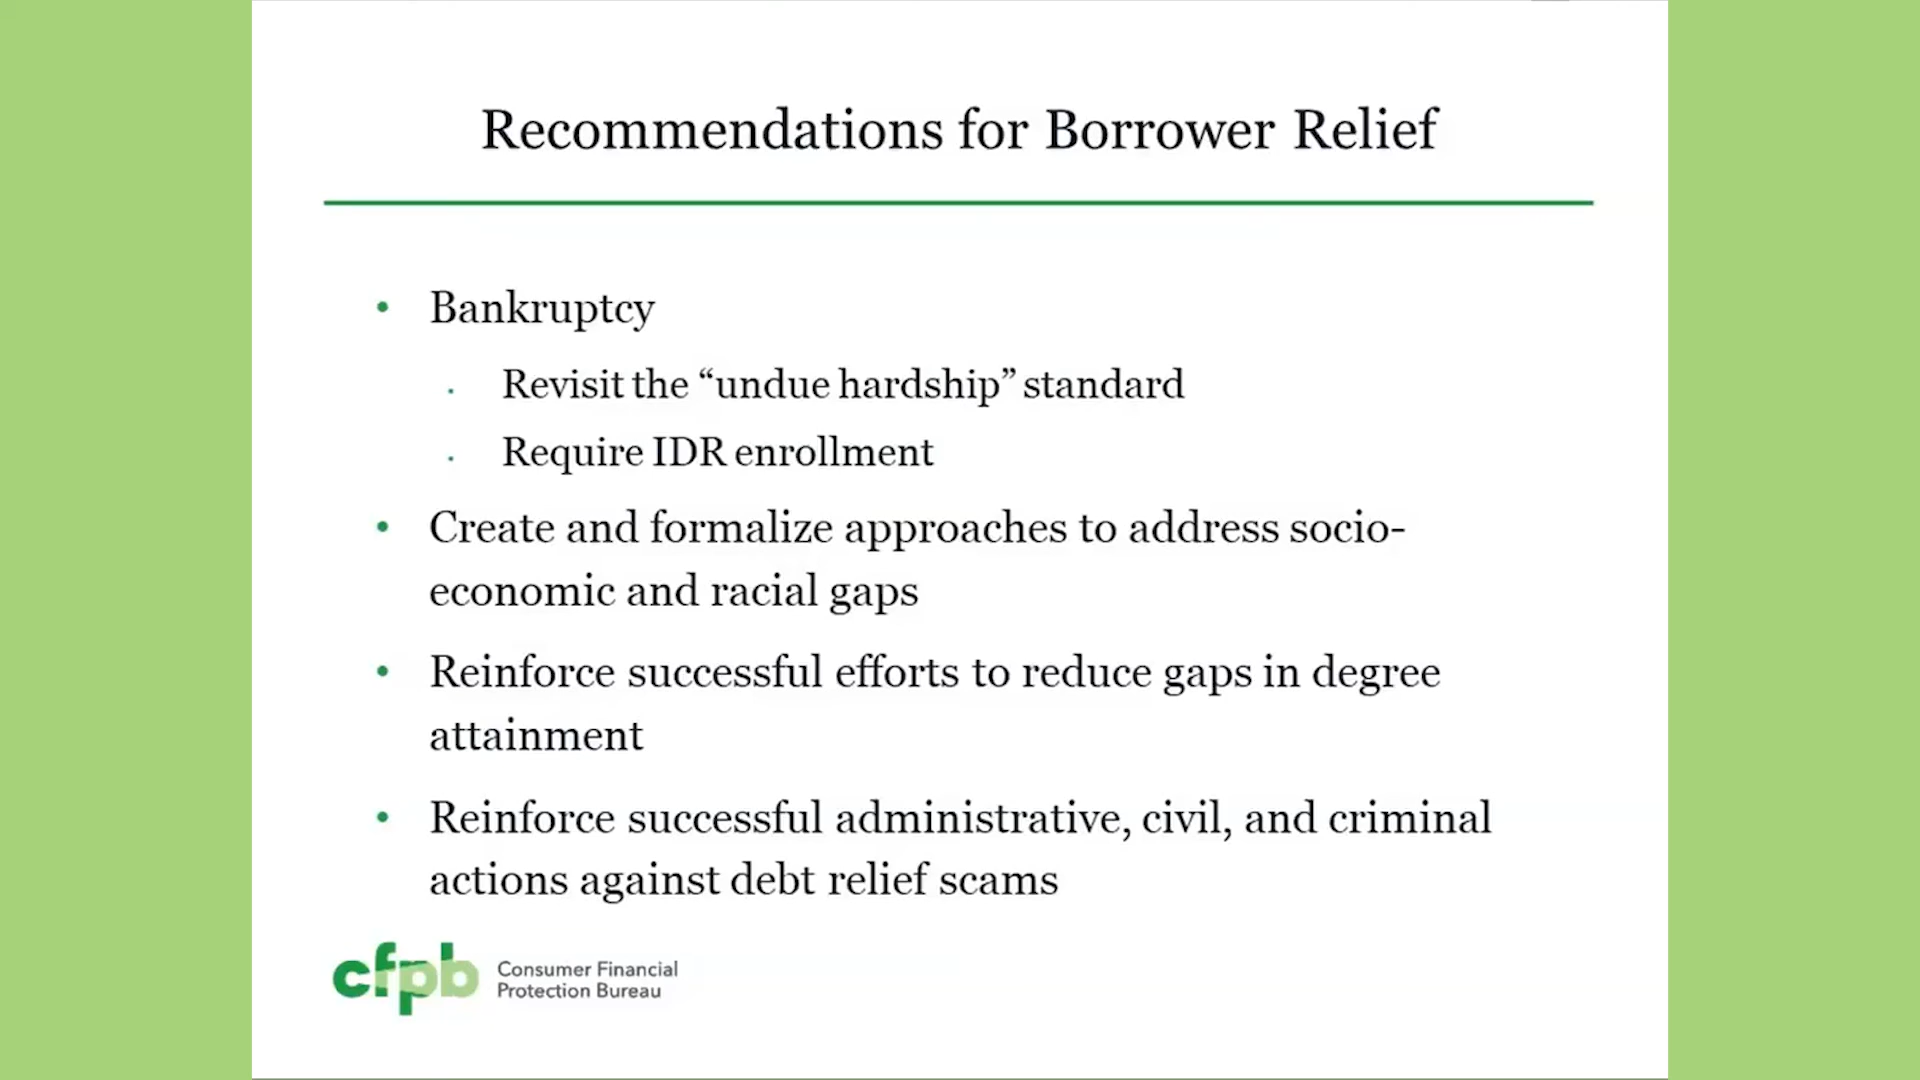 Recommendations for Borrower Relief
• Bankruptcy
· Revisit the “undue hardship” standard
· Require IDR enrollment
• Create and formalize approaches to address socio-
economic and racial gaps
• Reinforce successful efforts to reduce gaps in degree
attainment
• Reinforce successful administrative, civil, and criminal
actions against debt relief scams
cfpb
Consumer Financial
Protection Bureau